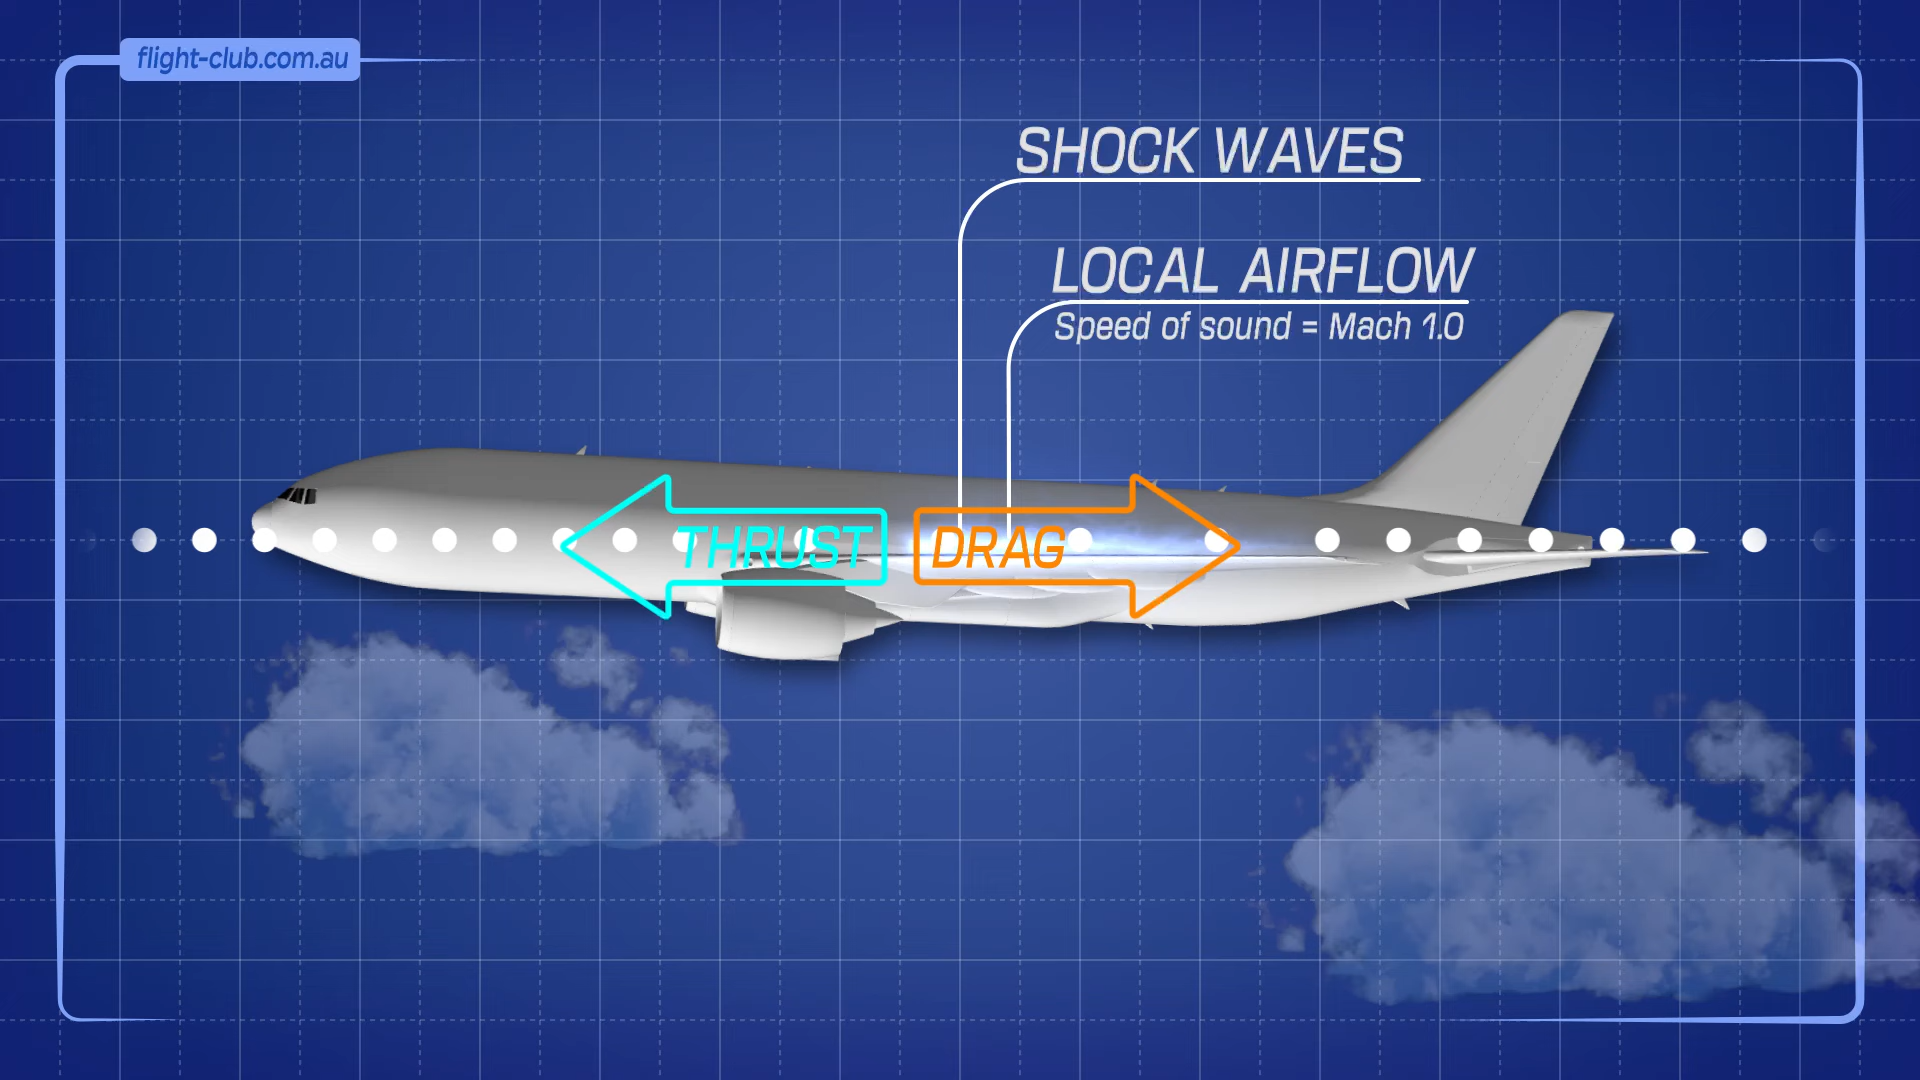 flight-club.com.au
SHOCK WAVES
LOCAL AIRFLOW
Speed of sound = Mach 1.0
THRUST
DRAG